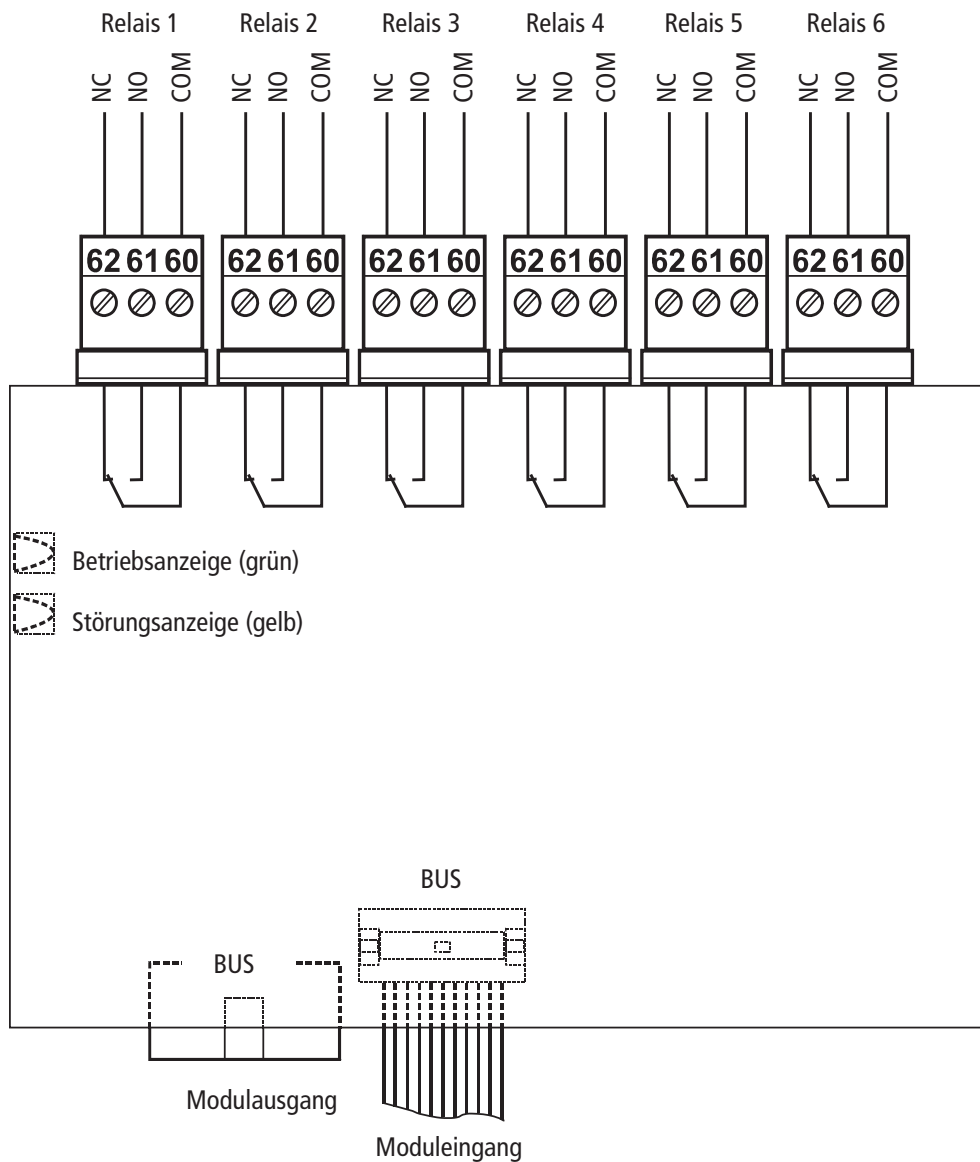 Relais 1 Relais 2 Relais 3 Relais 4 Relais 5 Relais 6
NC NO COM NC NO COM NC NO COM NC NO COM NC NO COM NC NO COM
62 61 60 62 61 60 62 61 60 62 61 60 62 61 60 62 61 60
Betriebsanzeige (grün)
Störungsanzeige (gelb)
BUS
BUS
Modulausgang
Moduleingang